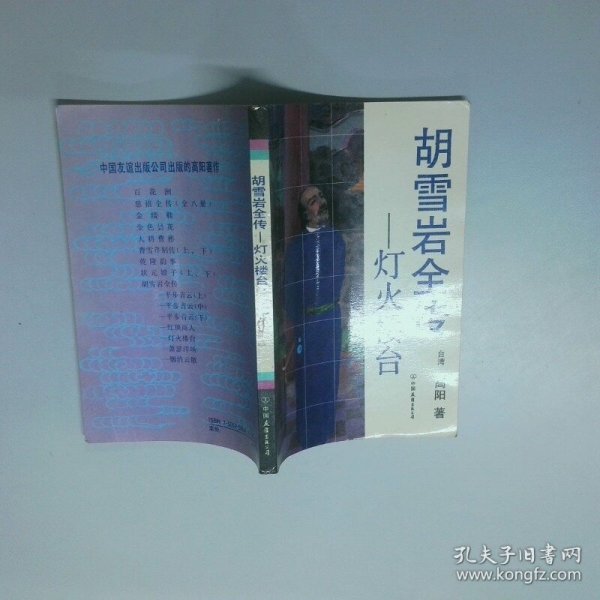 中国友谊出版公司出版的高阳著作
百花洲
慈禧全传(全八册)
金缕鞋
金色昙花
大将曹彬
曹雪芹别传(上、下)
乾隆韵事
状元娘子(上、下)
胡雪岩全传
—平步青云(上)
—平步青云(中)
—平步青云(下)
—红顶商人
—灯火楼台
—萧瑟洋场
—烟消云散
胡雪岩全传—灯火楼台
中国友谊出版公司
胡雪岩全
—灯火楼台
台湾
高阳 著
中国友谊出版公司
孔夫子旧书网
www.kongfz.com